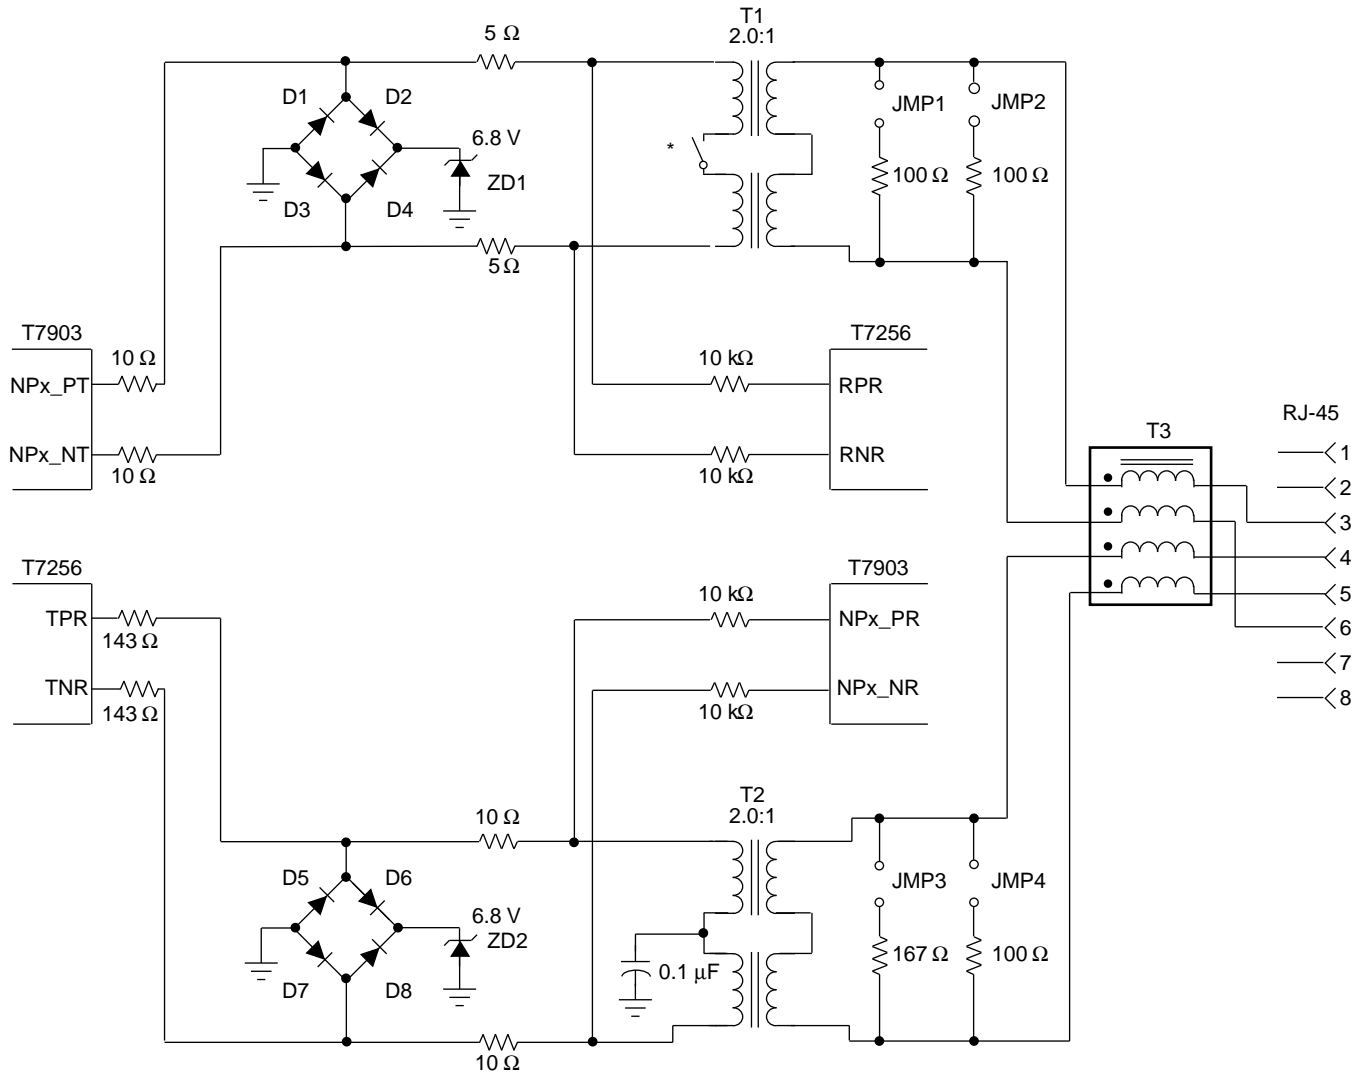 T1
2.0:1
5 Ω
D1
D2
6.8 V
ZD1
D3
D4
*
JMP1
JMP2
100 Ω
100 Ω
5 Ω
T7903
10 Ω
NPx_PT
NPx_NT
10 Ω
T7256
10 kΩ
RPR
RNR
10 kΩ
RJ-45
T3
1
2
3
4
5
6
7
8
T7256
TPR
143 Ω
TNR
143 Ω
T7903
10 kΩ
NPx_PR
NPx_NR
10 kΩ
T2
2.0:1
10 Ω
D5
D6
6.8 V
ZD2
D7
D8
0.1 μF
JMP3
JMP4
167 Ω
100 Ω
10 Ω